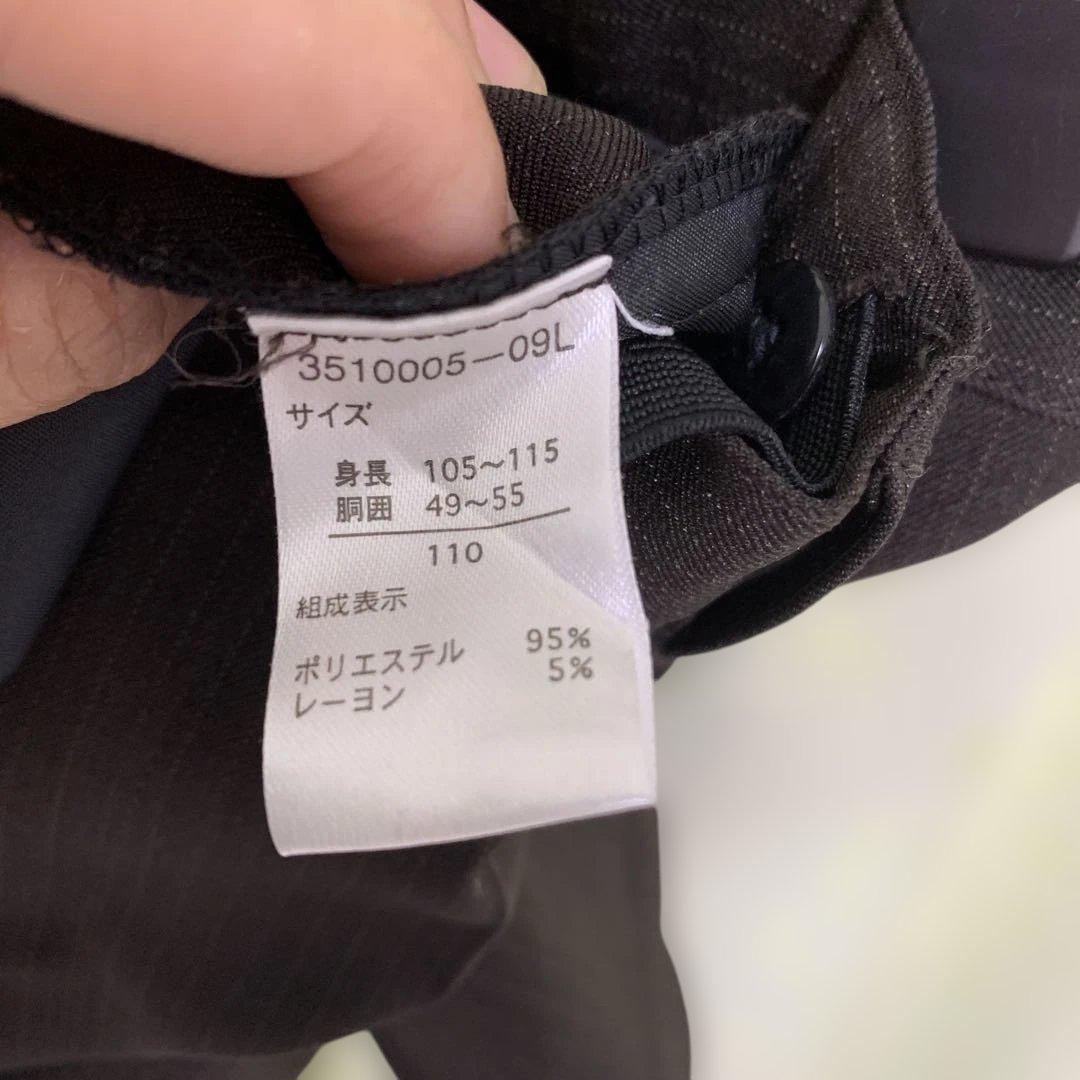 3510005-09L
サイズ
身長 105~115
胴囲 49~55
110
組成表示
ポリエステル 95%
レーヨン 5%